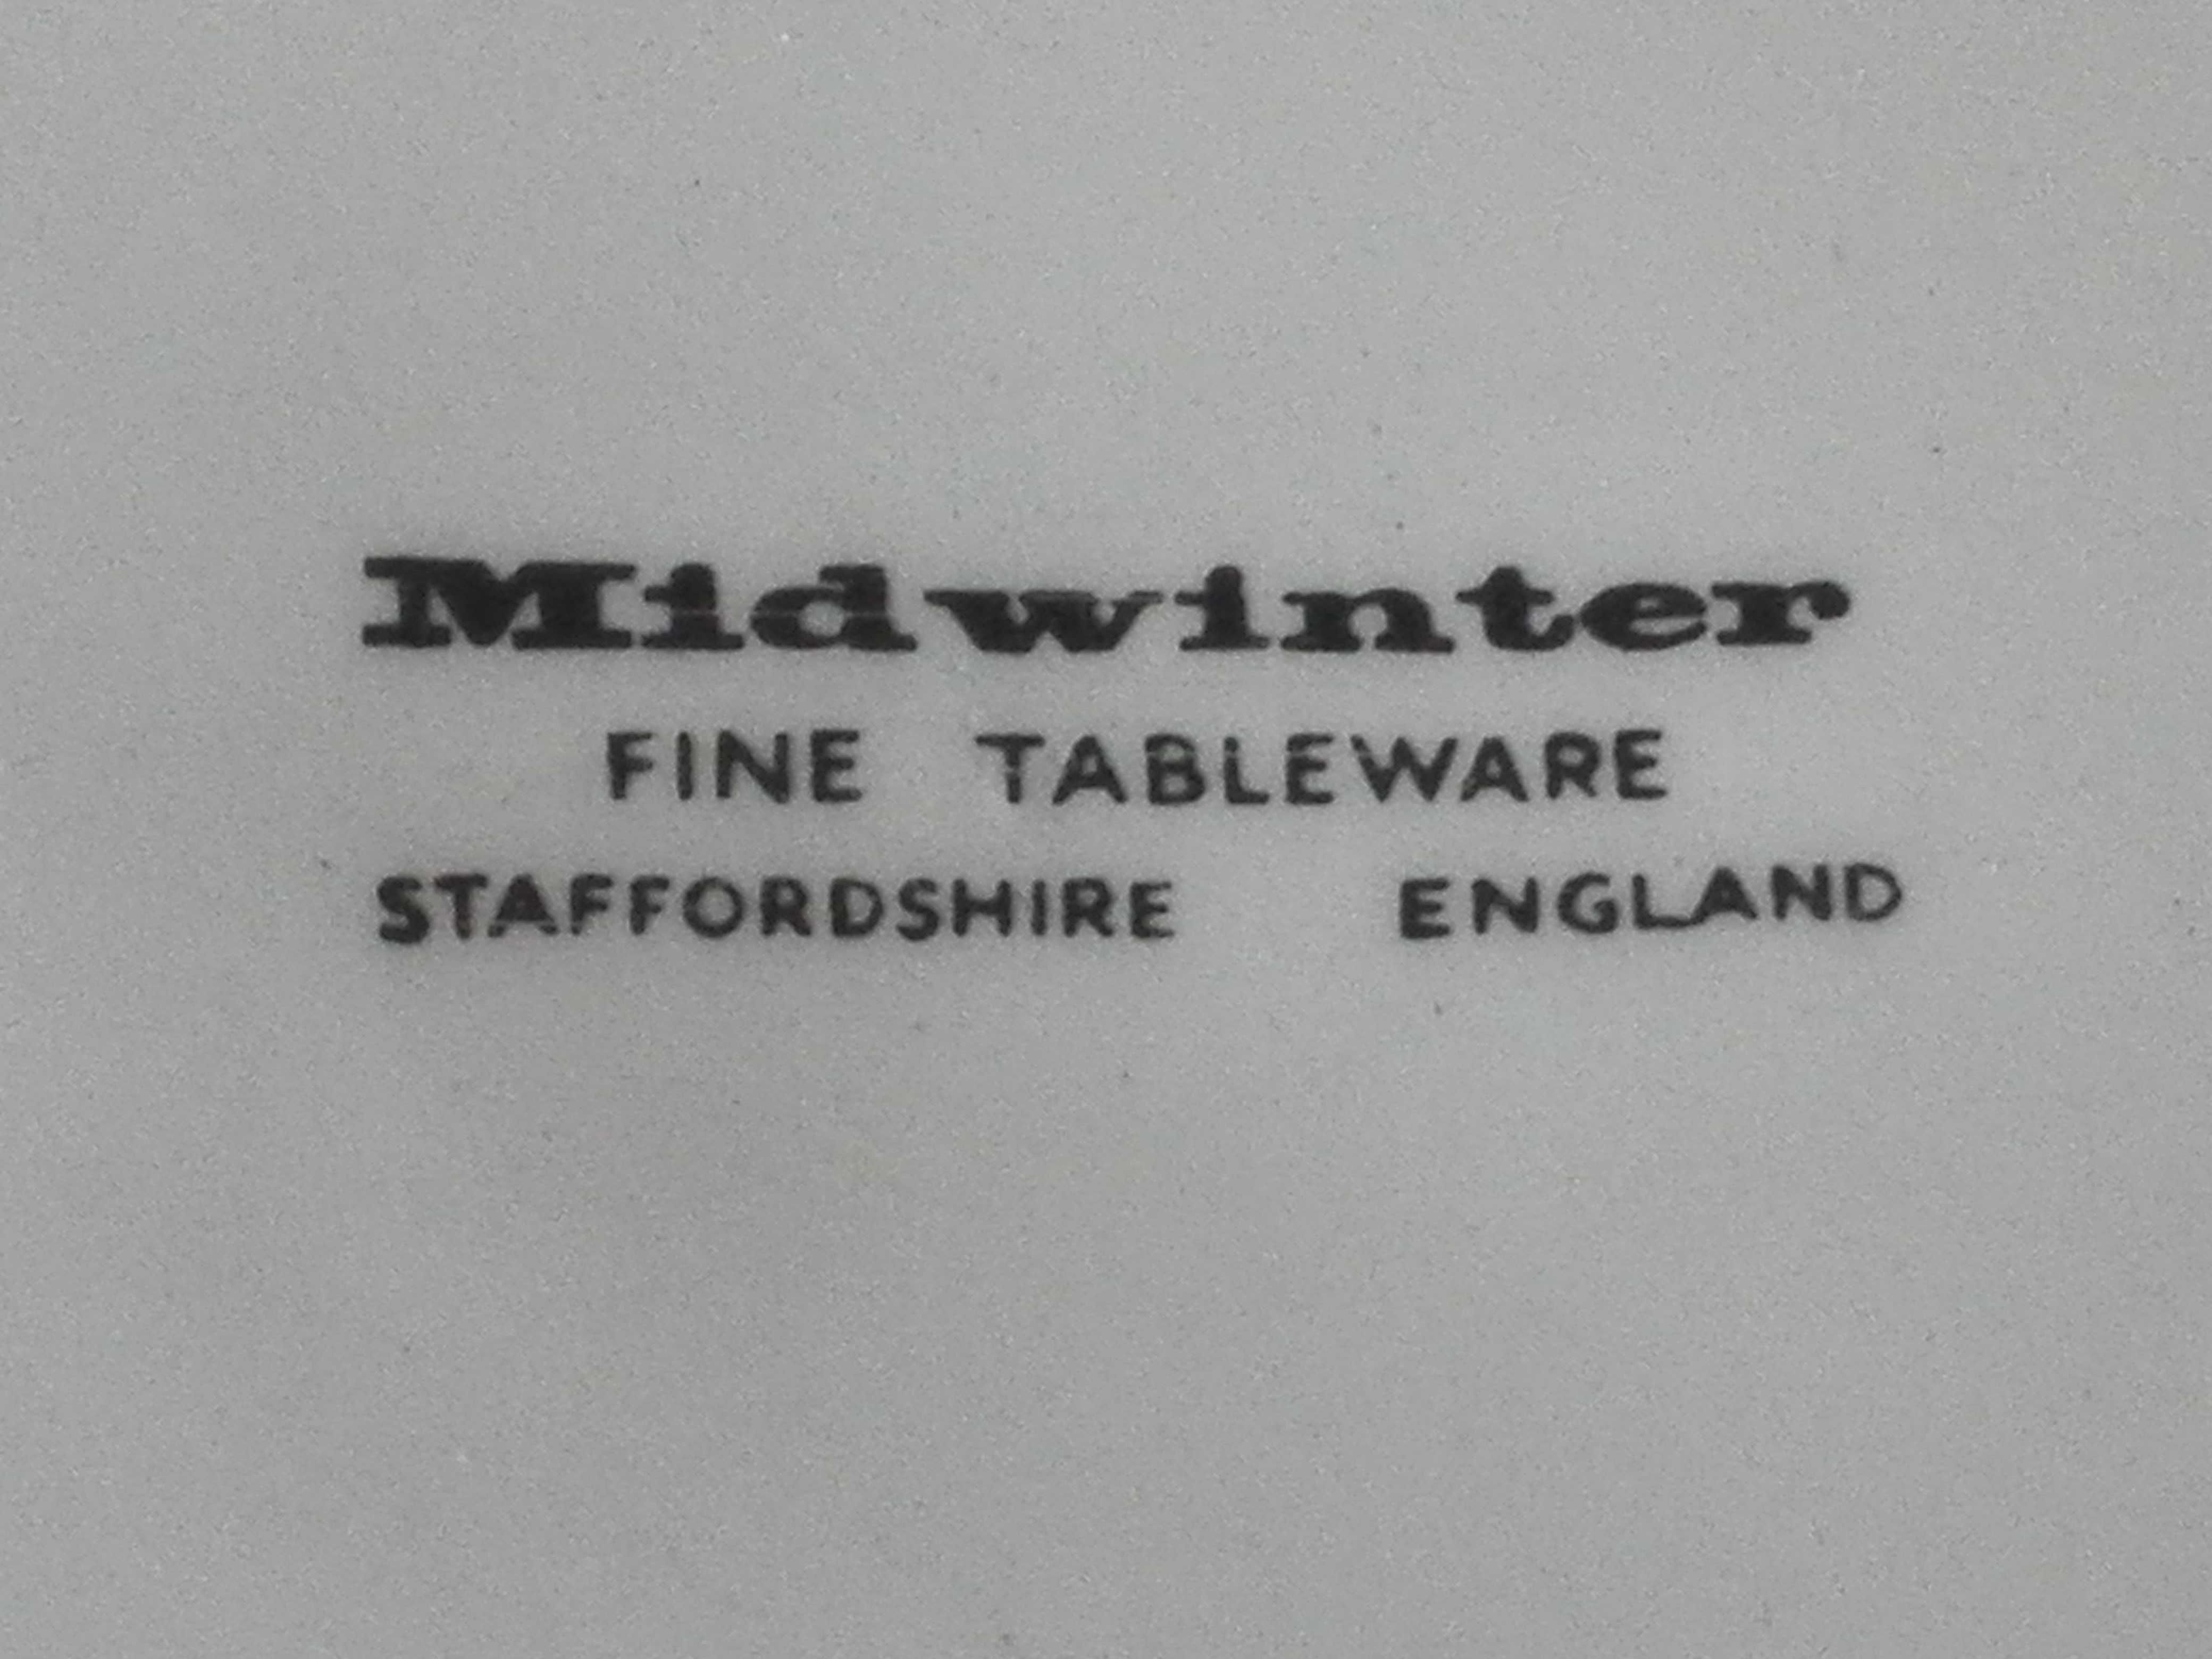 Midwinter
FINE TABLEWARE
STAFFORDSHIRE ENGLAND